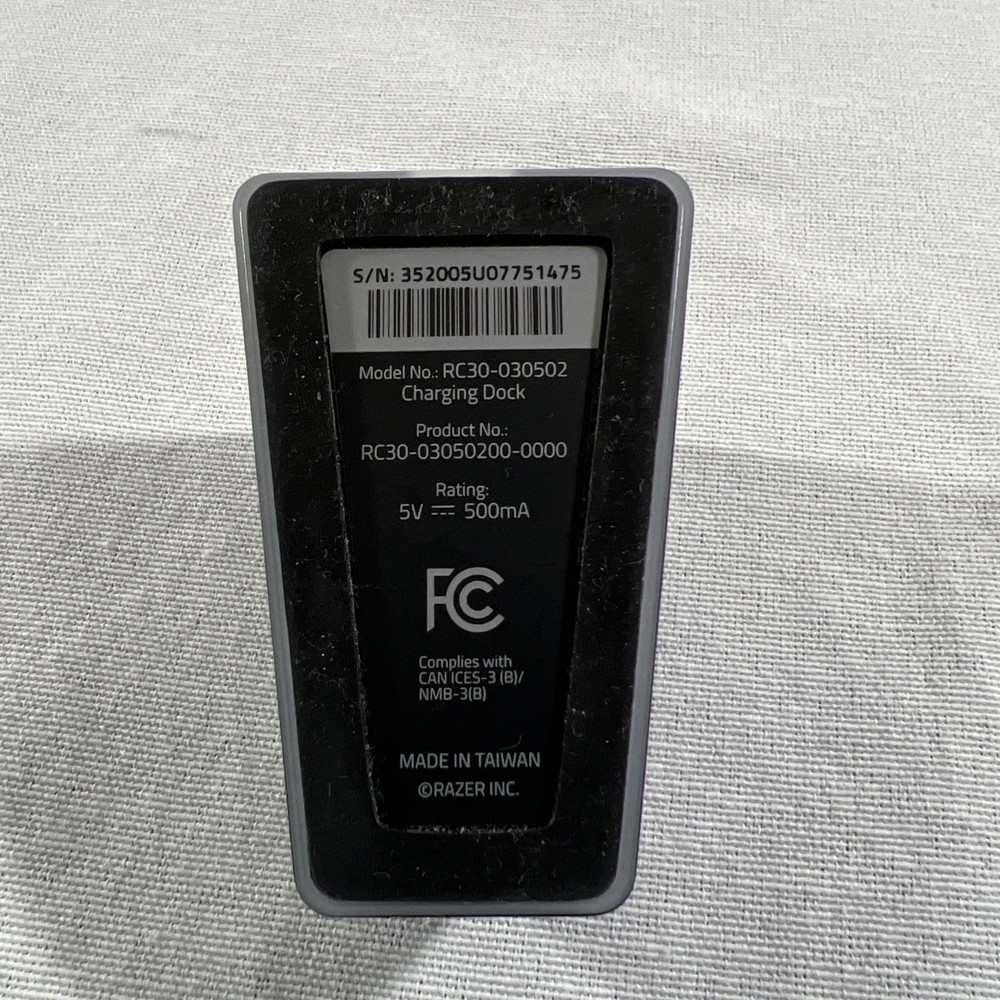 S/N: 352005U07751475
Model No.: RC30-030502
Charging Dock
Product No.:
RC30-03050200-0000
Rating:
5V ⎓ 500mA
FC
Complies with
CAN ICES-3 (B)/
NMB-3(B)
MADE IN TAIWAN
©RAZER INC.